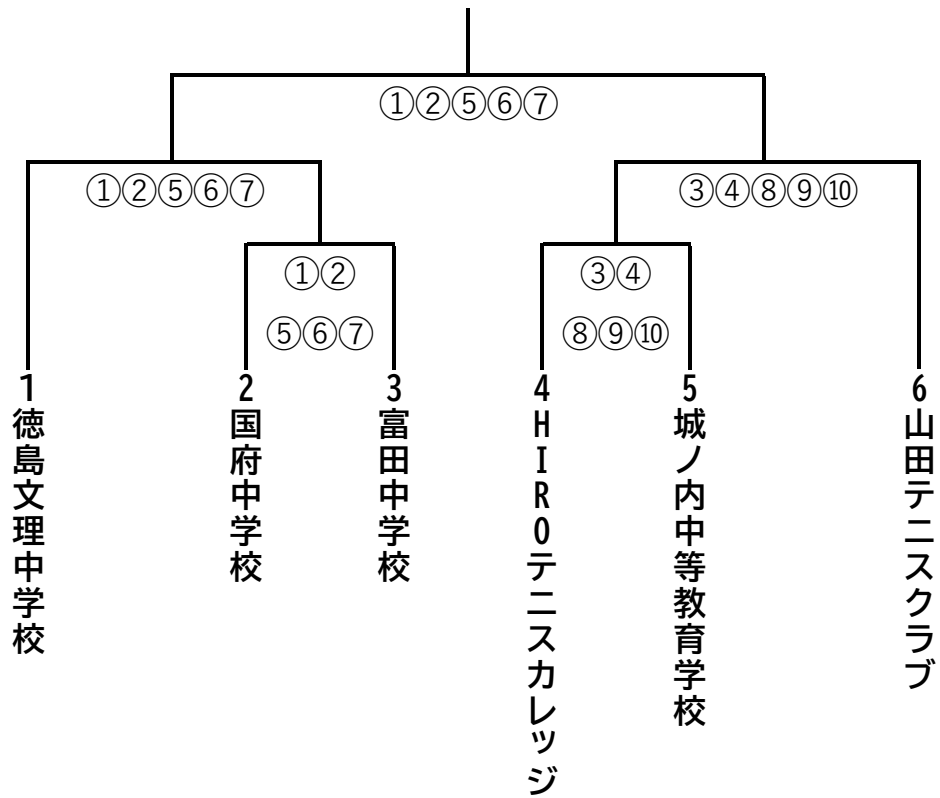 ①②⑤⑥⑦
①②⑤⑥⑦
③④⑧⑨⑩
①②
⑤⑥⑦
③④
⑧⑨⑩
1徳島文理中学校
2国府中学校
3富田中学校
4HIROテニスカレッジ
5城ノ内中等教育学校
6山田テニスクラブ